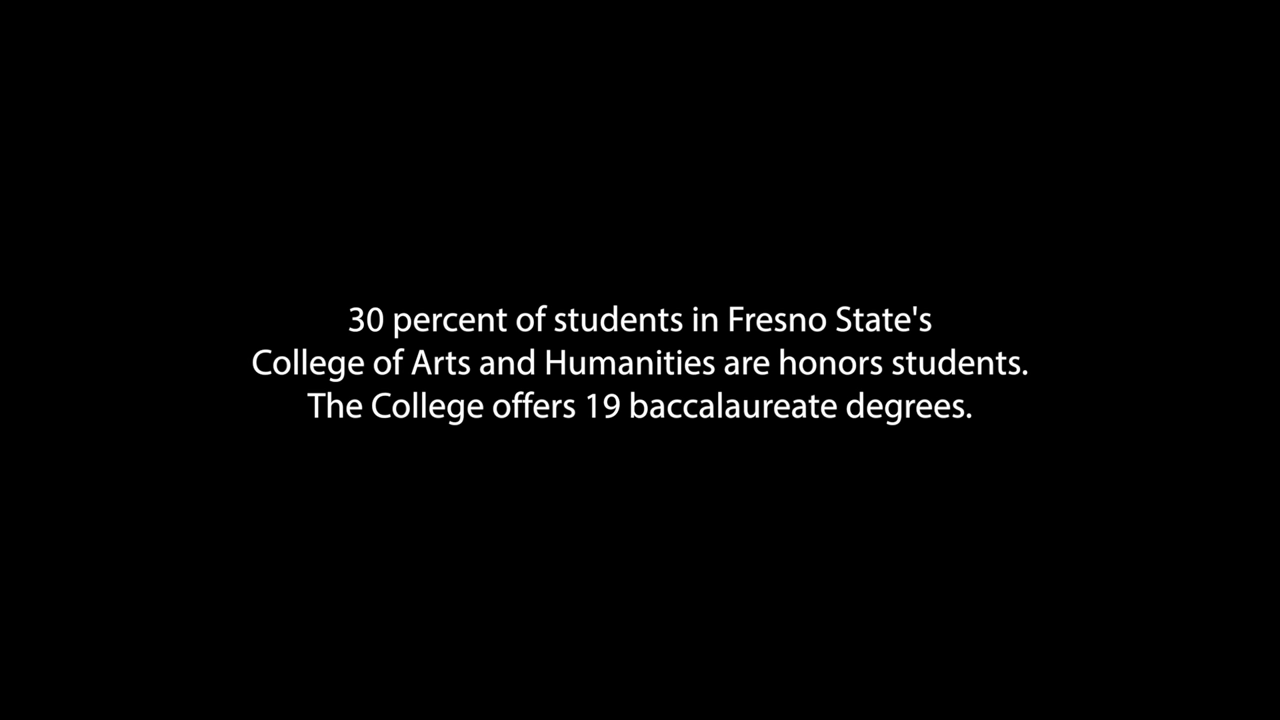 30 percent of students in Fresno State's
College of Arts and Humanities are honors students.
The College offers 19 baccalaureate degrees.